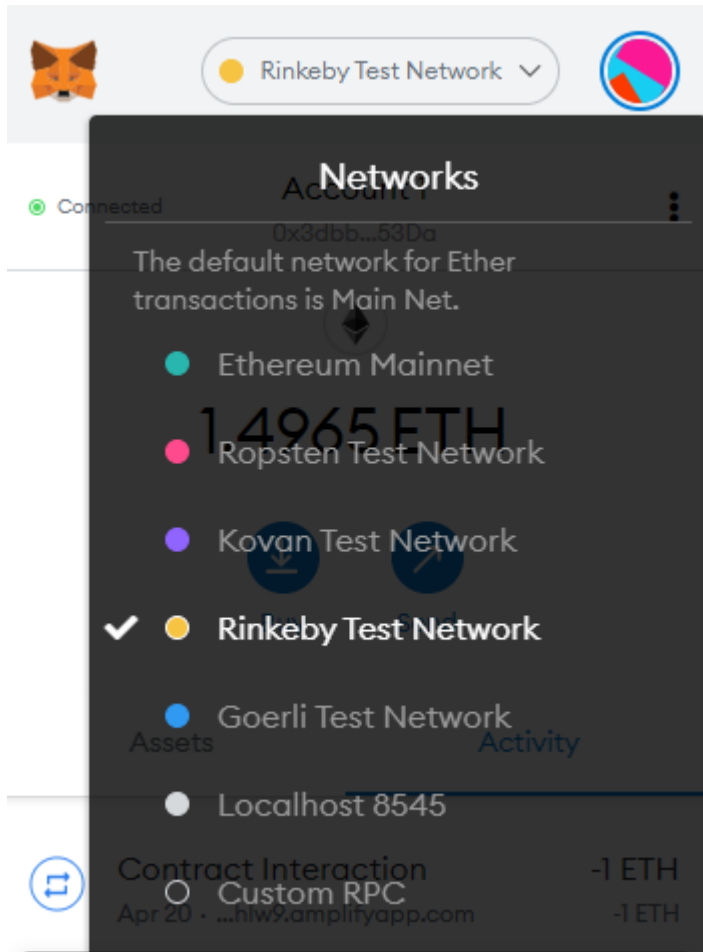 Rinkeby Test Network
Networks
Connected
Account 1
0x3dbb...53Da
The default network for Ether
transactions is Main Net.
Ethereum Mainnet
1.4965 ETH
Ropsten Test Network
Kovan Test Network
Buy
Send
Rinkeby Test Network
Goerli Test Network
Assets
Activity
Localhost 8545
Contract Interaction
-1 ETH
Custom RPC
Apr 20 · ...hlw9.amplifyapp.com
-1 ETH